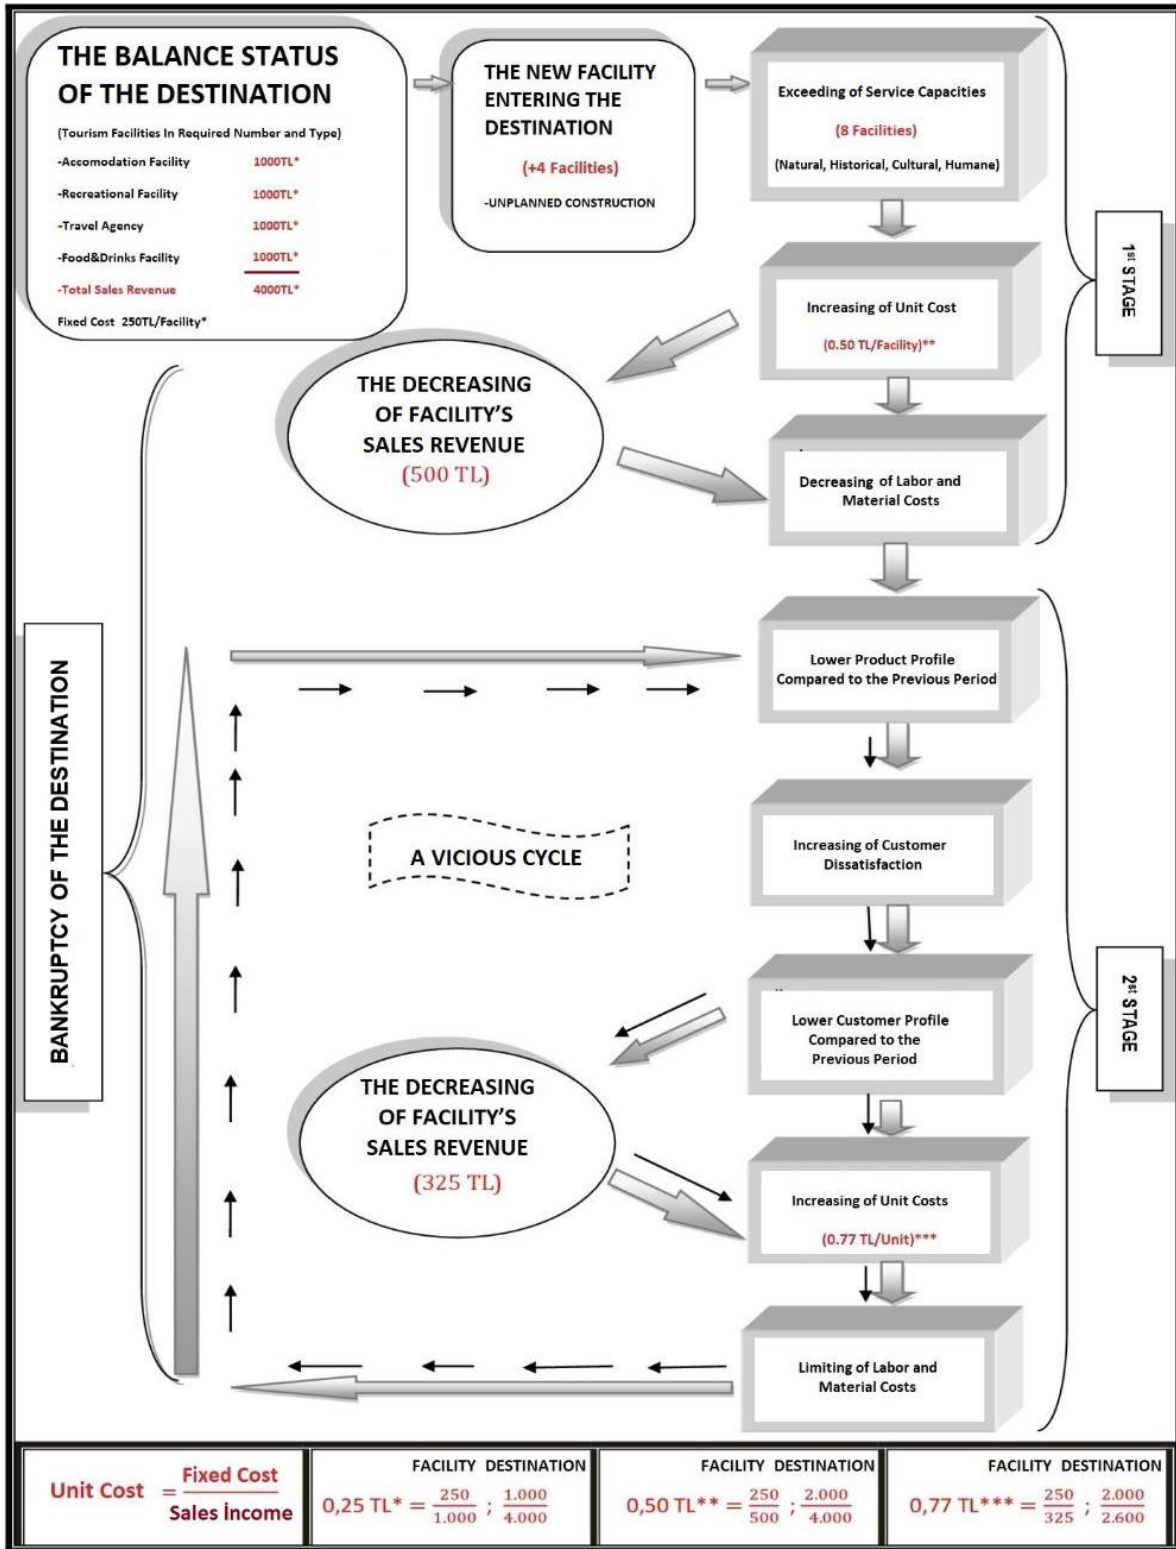 THE BALANCE STATUS
OF THE DESTINATION
(Tourism Facilities In Required Number and Type)
-Accomodation Facility 1000TL*
-Recreational Facility 1000TL*
-Travel Agency 1000TL*
-Food&Drinks Facility 1000TL*
-Total Sales Revenue 4000TL*
Fixed Cost 250TL/Facility*
THE NEW FACILITY
ENTERING THE
DESTINATION
(+4 Facilities)
-UNPLANNED CONSTRUCTION
Exceeding of Service Capacities
(8 Facilities)
(Natural, Historical, Cultural, Humane)
1st STAGE
Increasing of Unit Cost
(0.50 TL/Facility)**
THE DECREASING
OF FACILITY'S
SALES REVENUE
(500 TL)
Decreasing of Labor and
Material Costs
BANKRUPTCY OF THE DESTINATION
Lower Product Profile
Compared to the Previous Period
A VICIOUS CYCLE
Increasing of Customer
Dissatisfaction
2st STAGE
Lower Customer Profile
Compared to the
Previous Period
THE DECREASING
OF FACILITY'S
SALES REVENUE
(325 TL)
Increasing of Unit Costs
(0.77 TL/Unit)***
Limiting of Labor and
Material Costs
Unit Cost = Fixed Cost / Sales İncome
FACILITY DESTINATION
0,25 TL* = 250/1.000 ; 1.000/4.000
FACILITY DESTINATION
0,50 TL** = 250/500 ; 2.000/4.000
FACILITY DESTINATION
0,77 TL*** = 250/325 ; 2.000/2.600